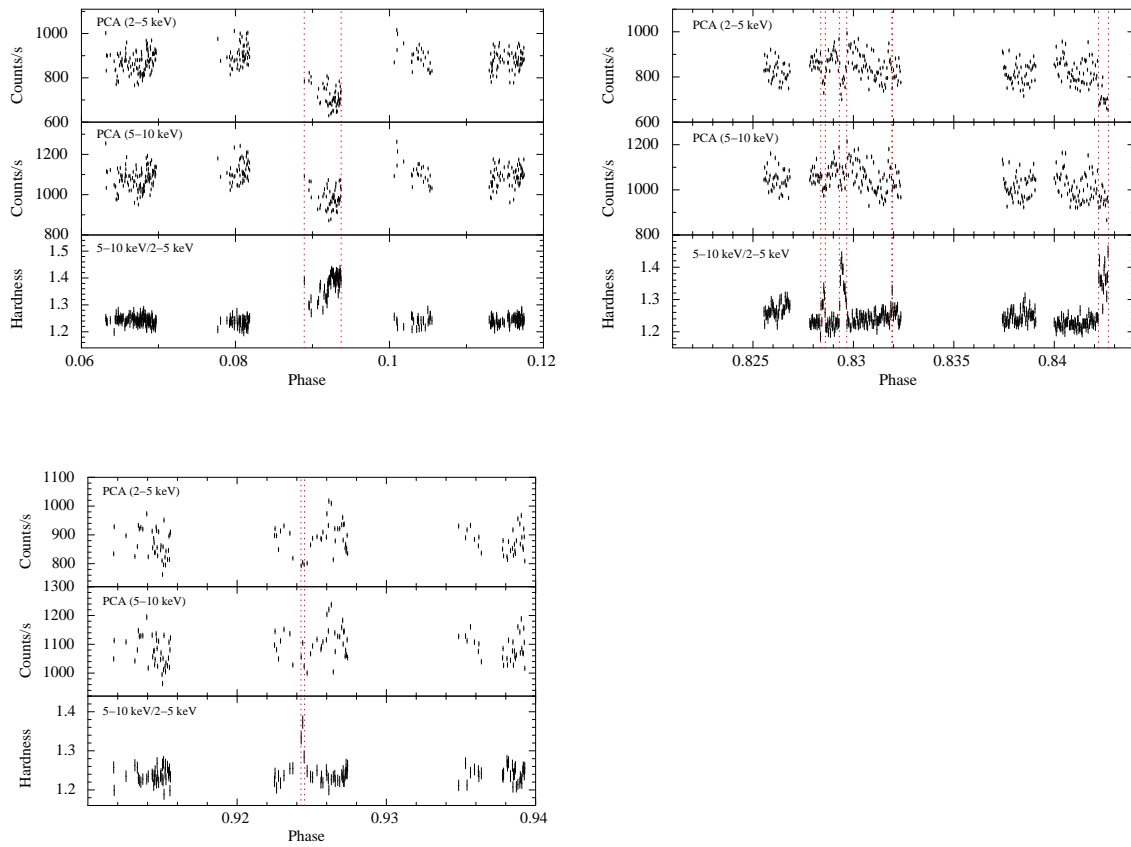 PCA (2−5 keV)
Counts/s
1000
800
600
PCA (5−10 keV)
Counts/s
1200
1000
800
5−10 keV/2−5 keV
Hardness
1.5
1.4
1.3
1.2
0.06 0.08 0.1 0.12
Phase
PCA (2−5 keV)
Counts/s
1000
800
600
PCA (5−10 keV)
Counts/s
1200
1000
800
5−10 keV/2−5 keV
Hardness
1.4
1.3
1.2
0.825 0.83 0.835 0.84
Phase
PCA (2−5 keV)
Counts/s
1100
1000
900
800
1300
PCA (5−10 keV)
Counts/s
1200
1100
1000
5−10 keV/2−5 keV
Hardness
1.4
1.3
1.2
0.92 0.93 0.94
Phase